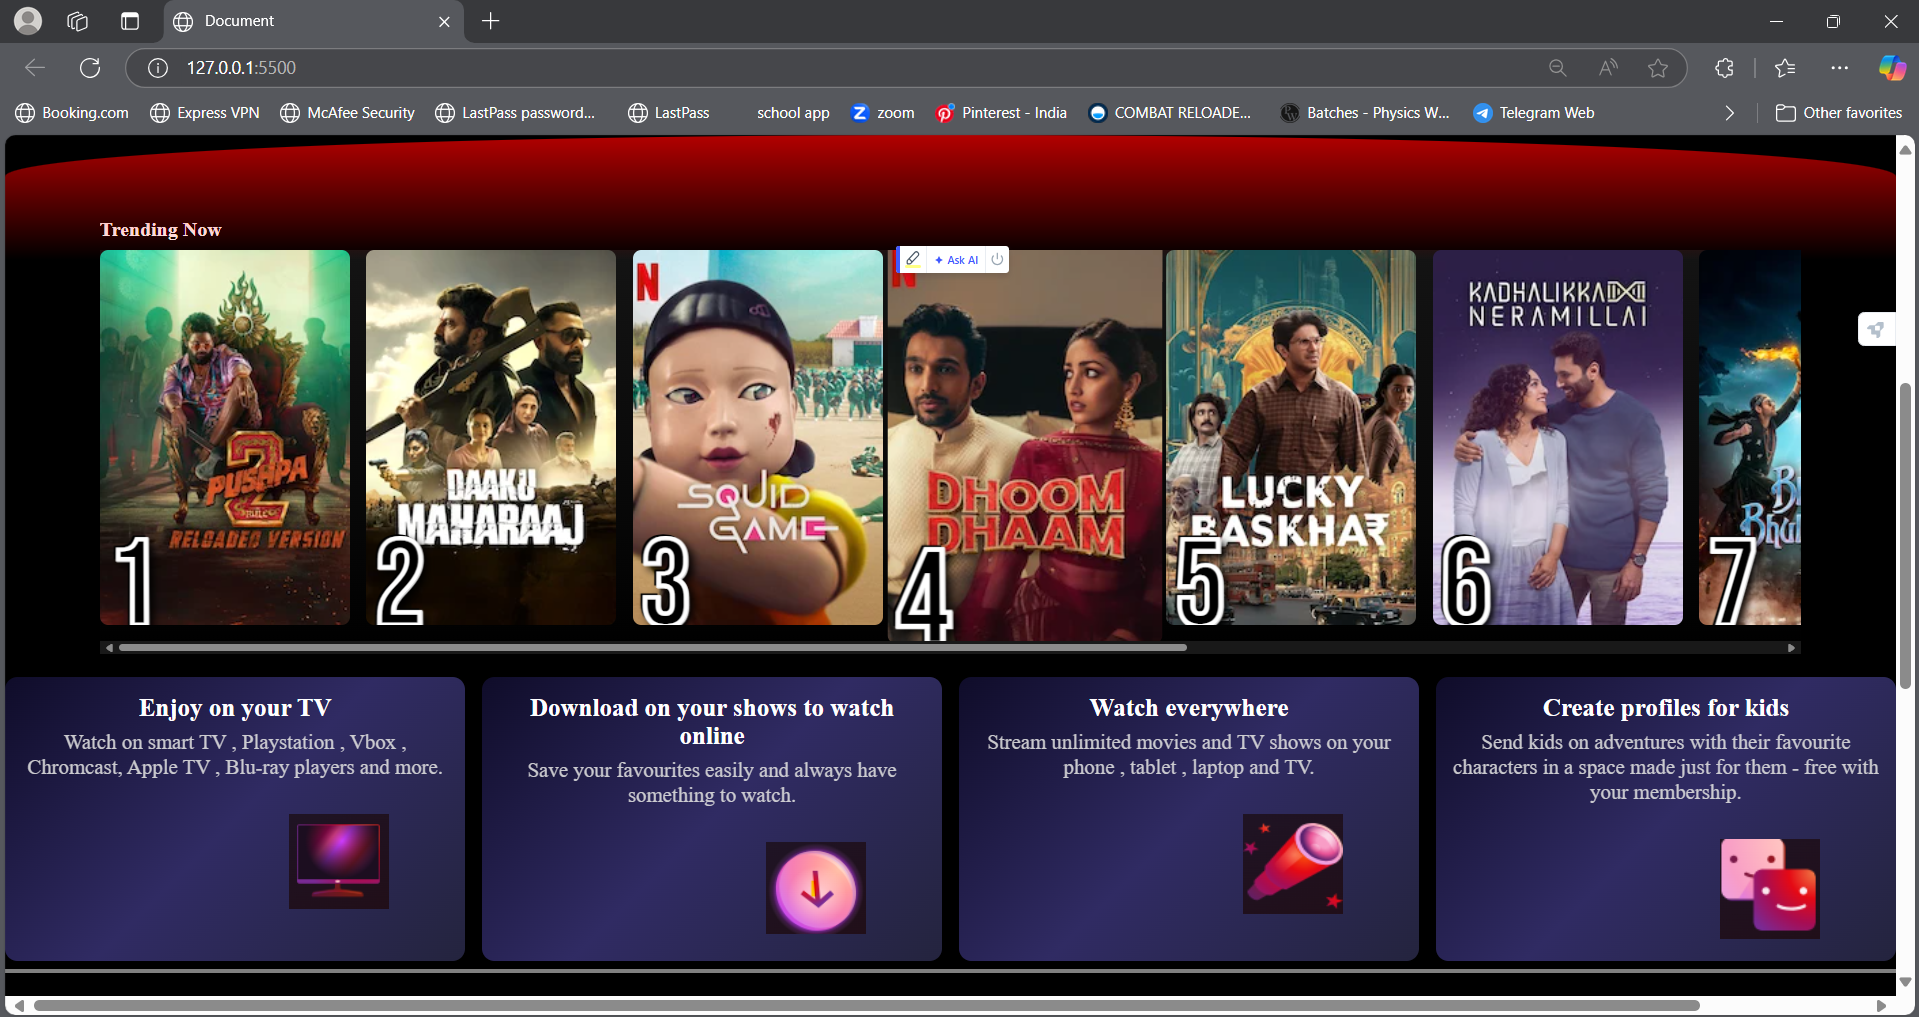 Document
127.0.0.1:5500
Booking.com
Express VPN
McAfee Security
LastPass password...
LastPass
school app
zoom
Pinterest - India
COMBAT RELOADE...
Batches - Physics W...
Telegram Web
Other favorites
Trending Now
Ask AI
PUSHPA
2
RELOADED VERSION
1
DAAKU
MAHARAAJ
2
N
SQUID
GAME
3
N
DHOOM
DHAAM
4
LUCKY
BASKHAR
5
KADHALIKKA
NERAMILLAI
6
7
Enjoy on your TV
Watch on smart TV , Playstation , Vbox ,
Chromcast, Apple TV , Blu-ray players and more.
Download on your shows to watch
online
Save your favourites easily and always have
something to watch.
Watch everywhere
Stream unlimited movies and TV shows on your
phone , tablet , laptop and TV.
Create profiles for kids
Send kids on adventures with their favourite
characters in a space made just for them - free with
your membership.